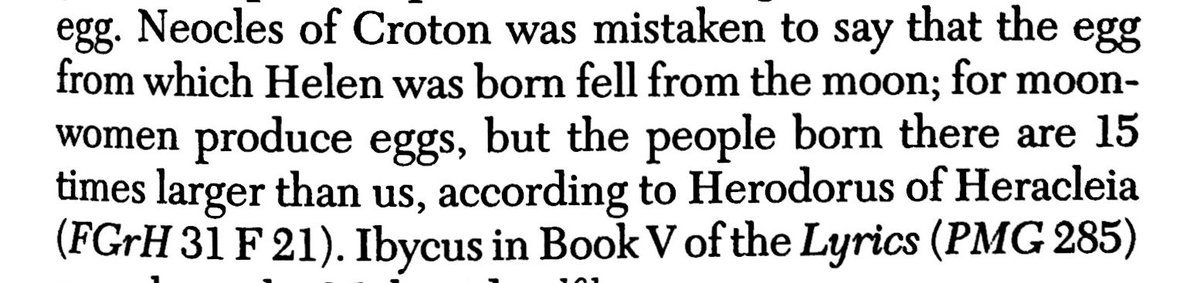 egg. Neocles of Croton was mistaken to say that the egg
from which Helen was born fell from the moon; for moon-
women produce eggs, but the people born there are 15
times larger than us, according to Herodorus of Heracleia
(FGrH 31 F 21). Ibycus in Book V of the Lyrics (PMG 285)